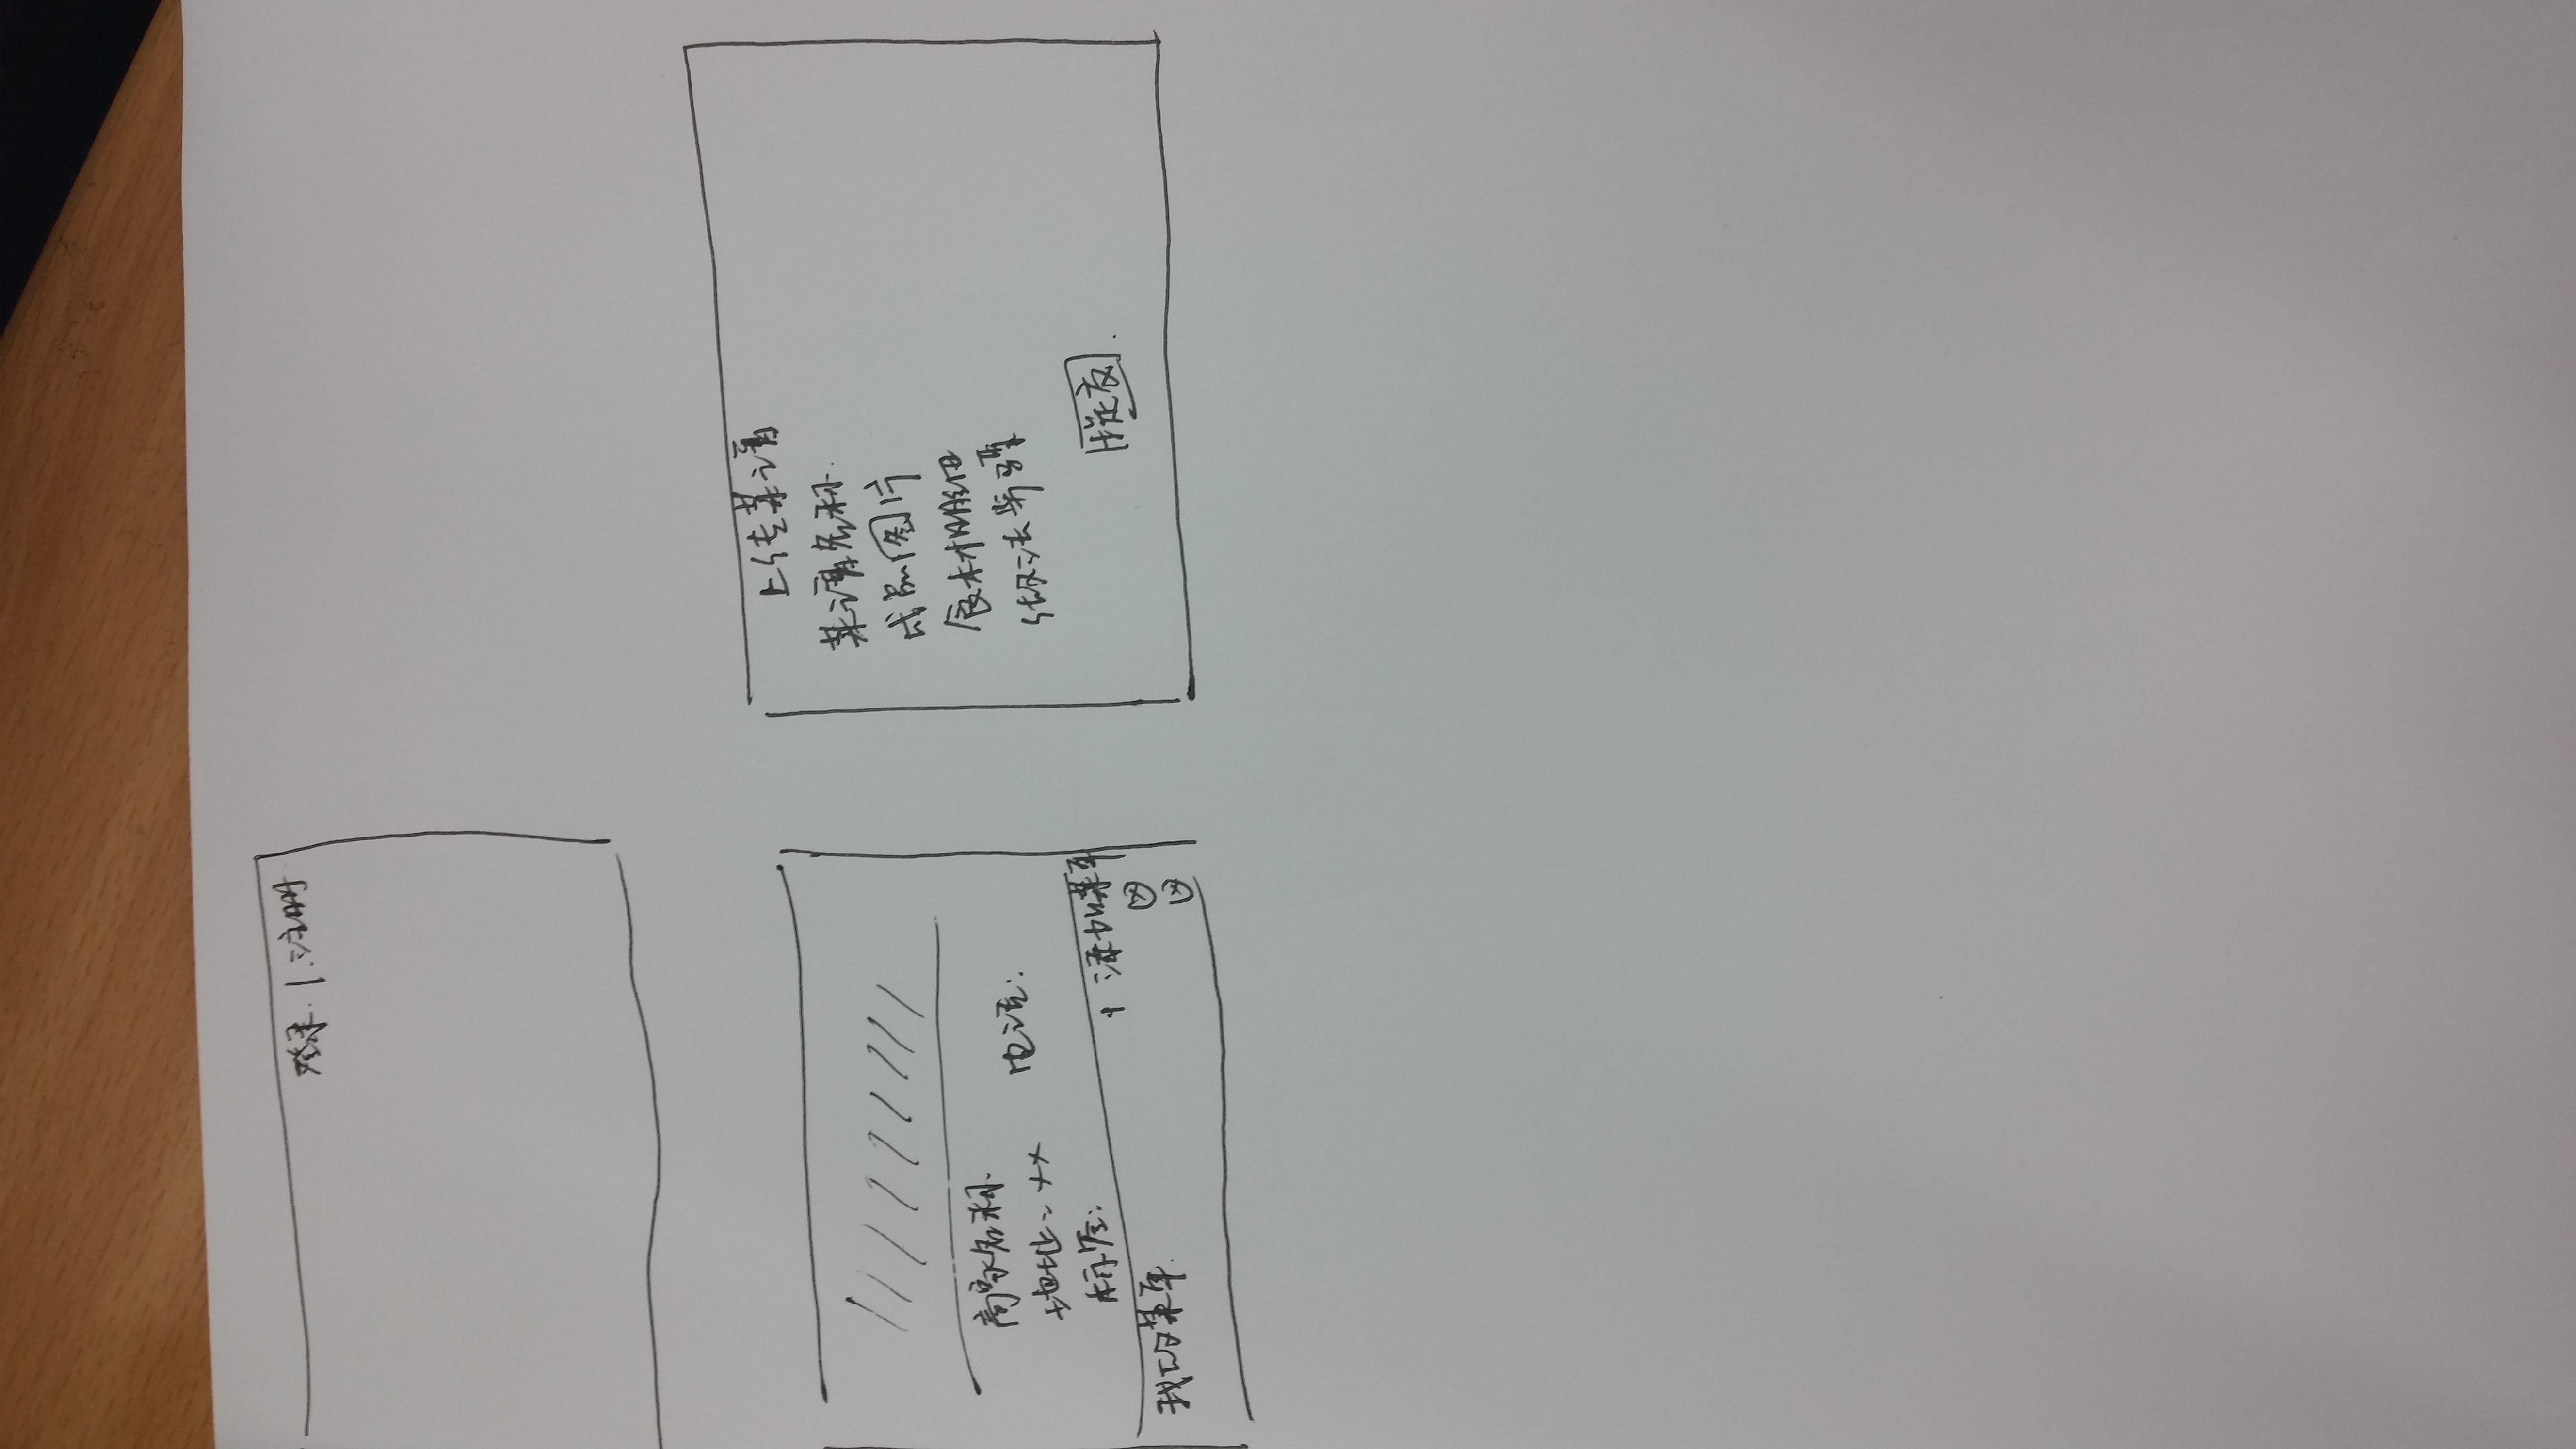 登录 | 注册
商家名称
地址: xx 电话:
标签:
+ 添加菜单
我的菜单
上传菜谱
菜谱名称
成品图片
食材明细
做法步骤
提交